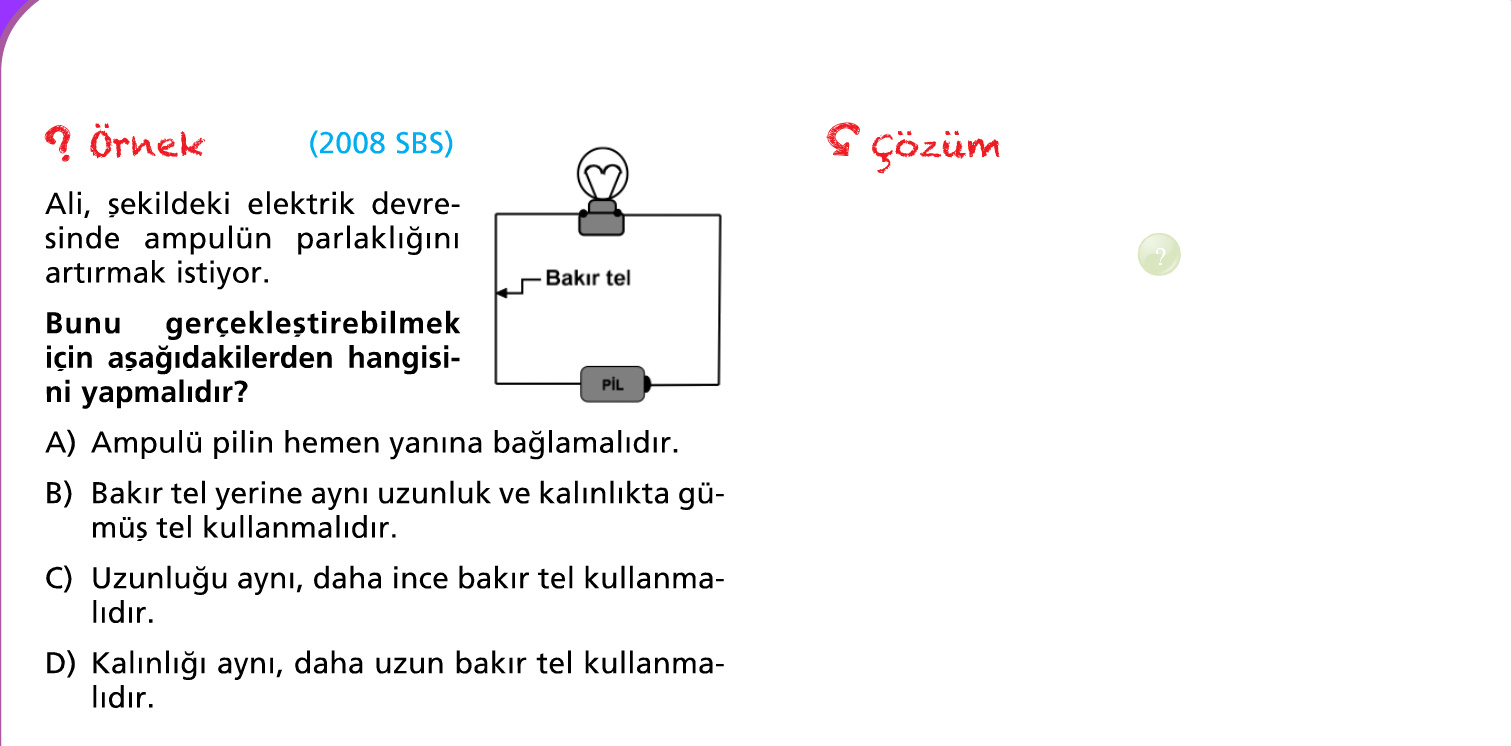 ? Örnek (2008 SBS)
Ali, şekildeki elektrik devre-
sinde ampulün parlaklığını
artırmak istiyor.
Bunu gerçekleştirebilmek
için aşağıdakilerden hangisi-
ni yapmalıdır?
Bakır tel
PİL
A) Ampulü pilin hemen yanına bağlamalıdır.
B) Bakır tel yerine aynı uzunluk ve kalınlıkta gü-
müş tel kullanmalıdır.
C) Uzunluğu aynı, daha ince bakır tel kullanma-
lıdır.
D) Kalınlığı aynı, daha uzun bakır tel kullanma-
lıdır.
Çözüm
?